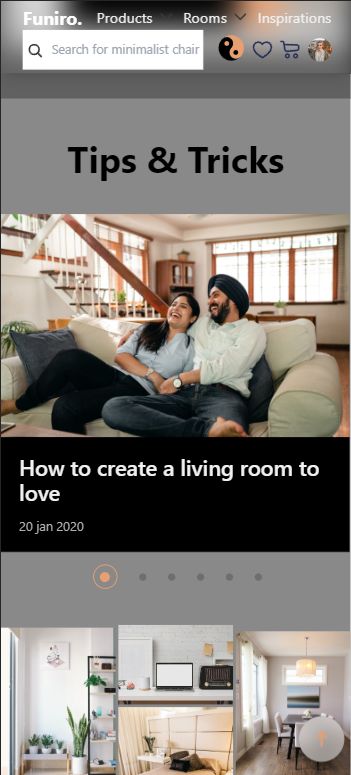 Funiro. Products Rooms Inspirations
Search for minimalist chair
Tips & Tricks
How to create a living room to
love
20 jan 2020